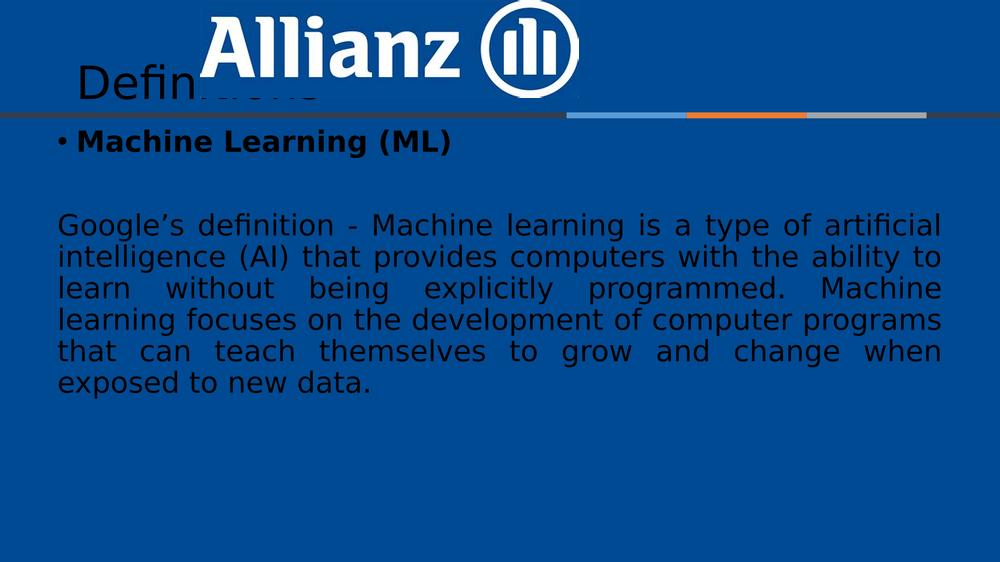 Allianz
Definitions
• Machine Learning (ML)
Google’s definition - Machine learning is a type of artificial
intelligence (AI) that provides computers with the ability to
learn without being explicitly programmed. Machine
learning focuses on the development of computer programs
that can teach themselves to grow and change when
exposed to new data.